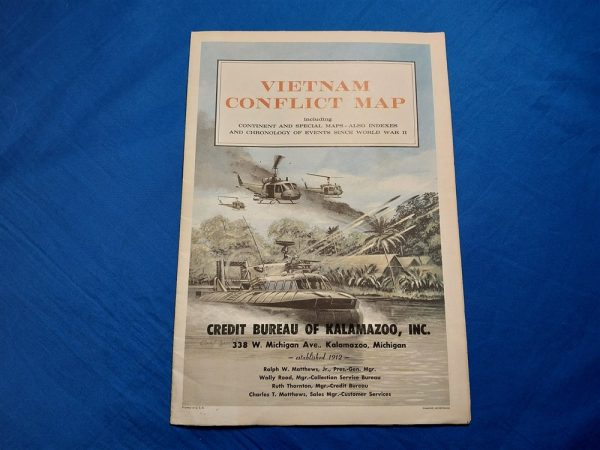 VIETNAM
CONFLICT MAP
including
CONTINENT AND SPECIAL MAPS - ALSO INDEXES
AND CHRONOLOGY OF EVENTS SINCE WORLD WAR II
CREDIT BUREAU OF KALAMAZOO, INC.
338 W. Michigan Ave., Kalamazoo, Michigan
- established 1912 -
Ralph W. Matthews, Jr., Pres-Gen. Mgr.
Wally Rood, Mgr.-Collection Service Bureau
Ruth Thornton, Mgr.-Credit Bureau
Charles T. Matthews, Sales Mgr.-Customer Services